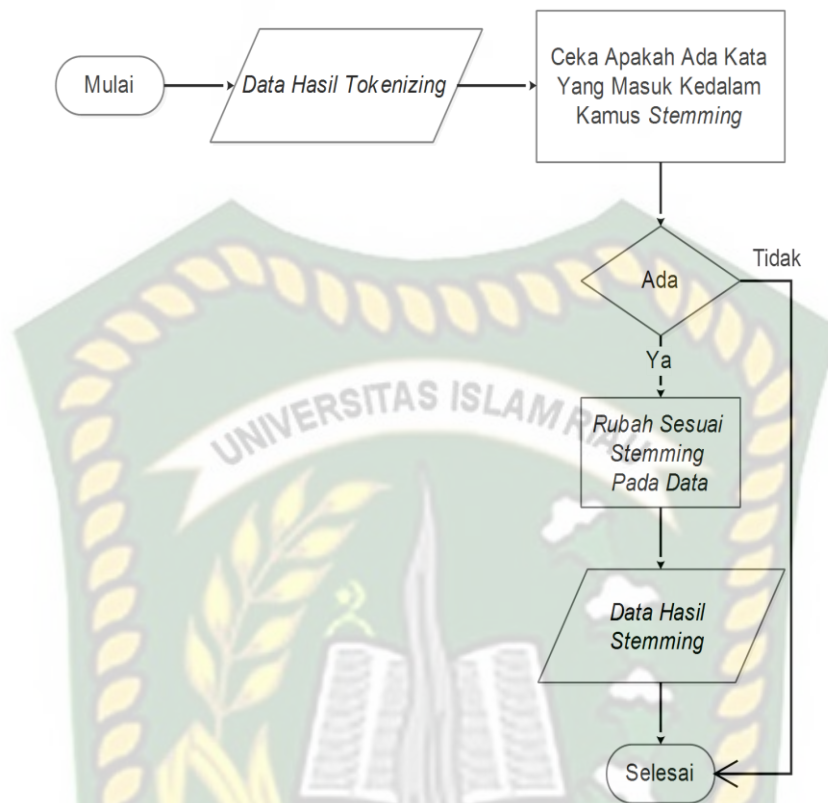 Mulai
Data Hasil Tokenizing
Ceka Apakah Ada Kata
Yang Masuk Kedalam
Kamus Stemming
Ada
Tidak
Ya
Rubah Sesuai
Stemming
Pada Data
Data Hasil
Stemming
Selesai
UNIVERSITAS ISLAM RIAU